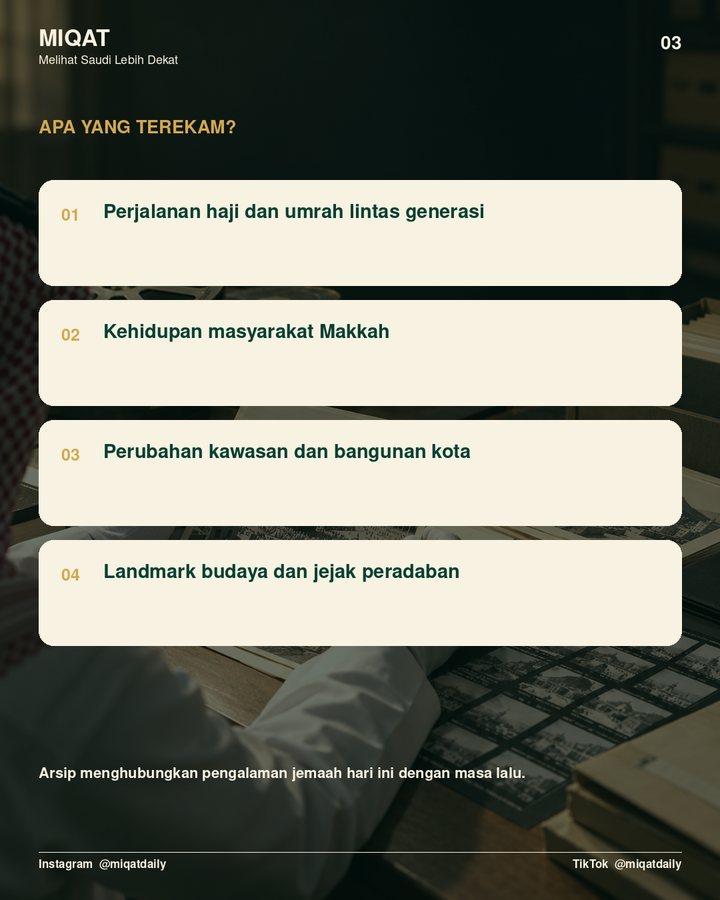 MIQAT
Melihat Saudi Lebih Dekat
03
APA YANG TEREKAM?
01 Perjalanan haji dan umrah lintas generasi
02 Kehidupan masyarakat Makkah
03 Perubahan kawasan dan bangunan kota
04 Landmark budaya dan jejak peradaban
Arsip menghubungkan pengalaman jemaah hari ini dengan masa lalu.
Instagram @miqatdaily
TikTok @miqatdaily